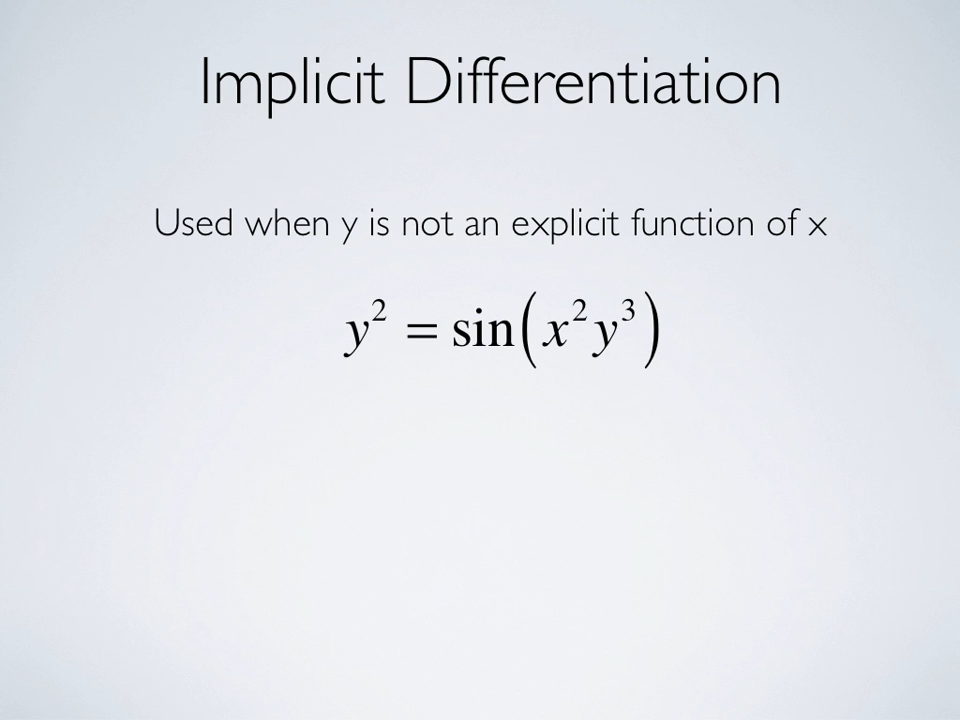 Implicit Differentiation
Used when y is not an explicit function of x
y² = sin(x²y³)